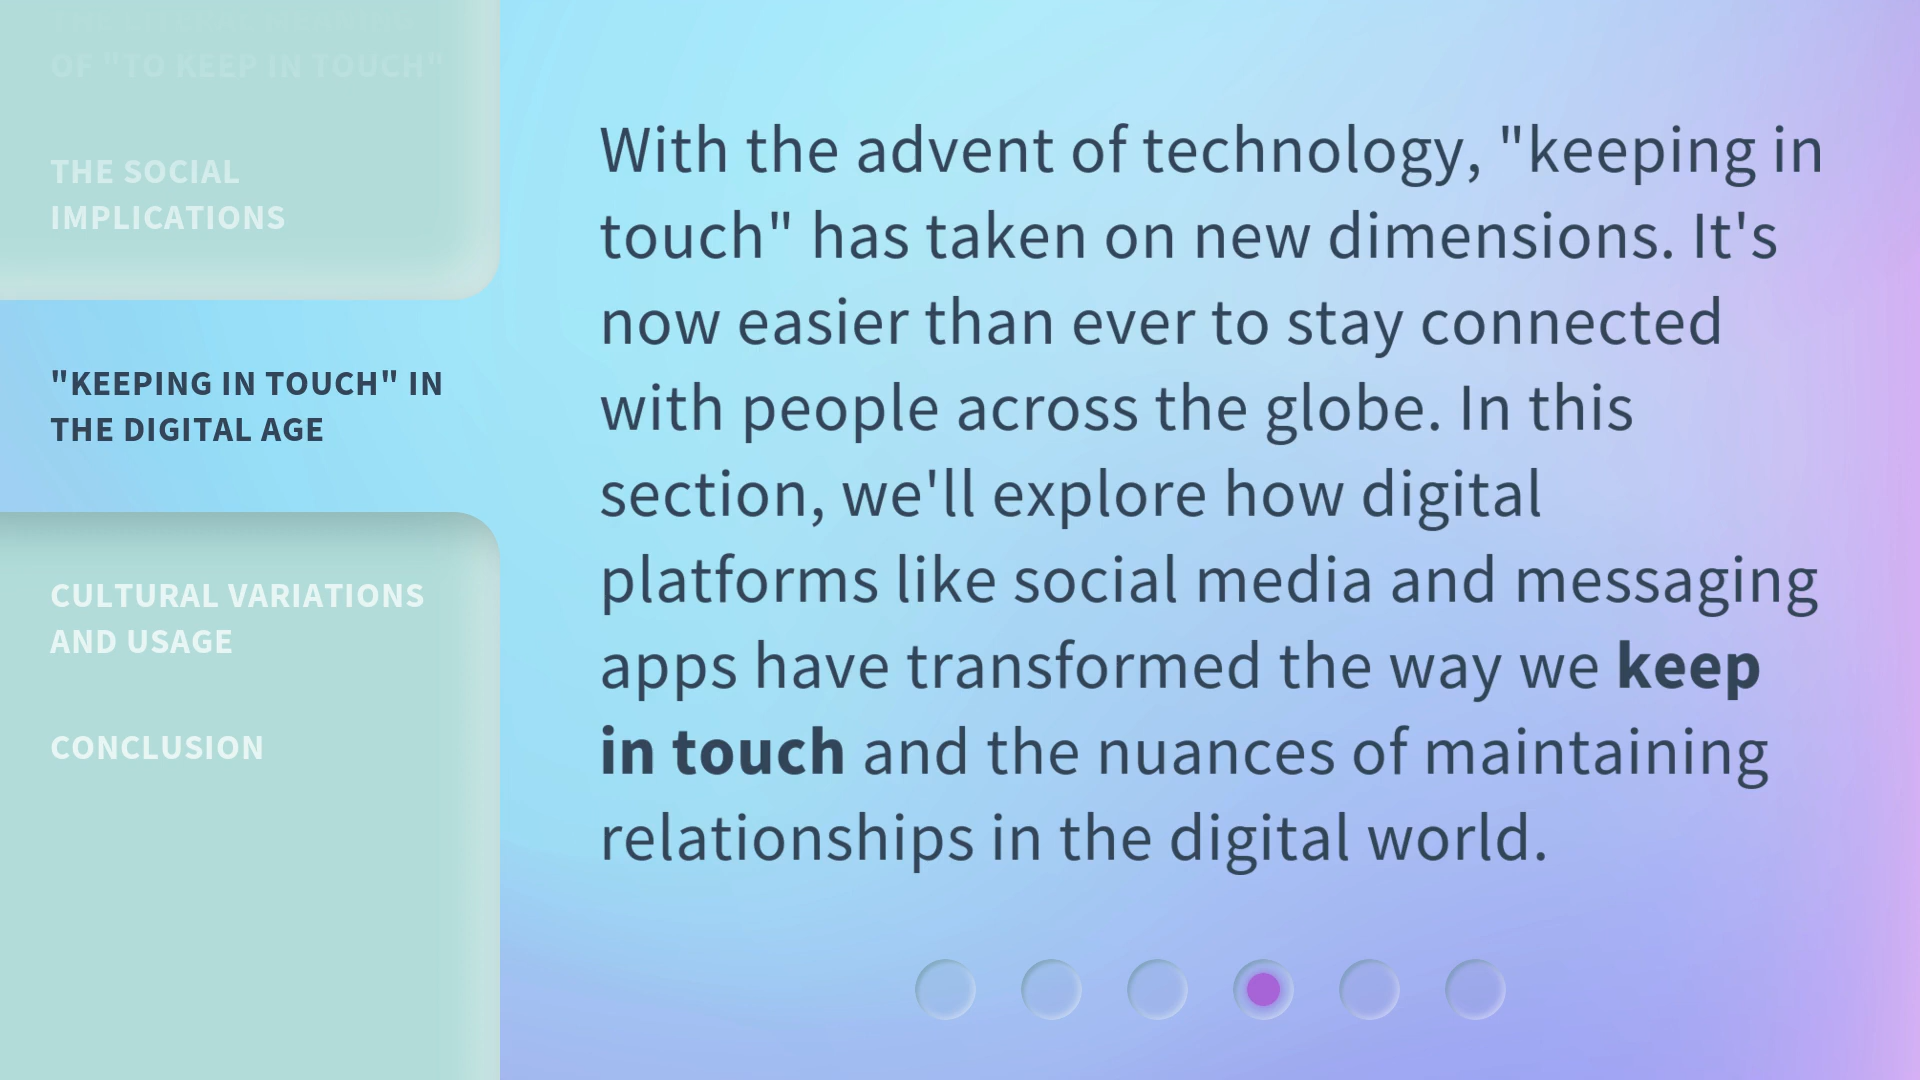 OF "TO KEEP IN TOUCH"
THE SOCIAL
IMPLICATIONS
"KEEPING IN TOUCH" IN
THE DIGITAL AGE
CULTURAL VARIATIONS
AND USAGE
CONCLUSION
With the advent of technology, "keeping in
touch" has taken on new dimensions. It's
now easier than ever to stay connected
with people across the globe. In this
section, we'll explore how digital
platforms like social media and messaging
apps have transformed the way we keep
in touch and the nuances of maintaining
relationships in the digital world.